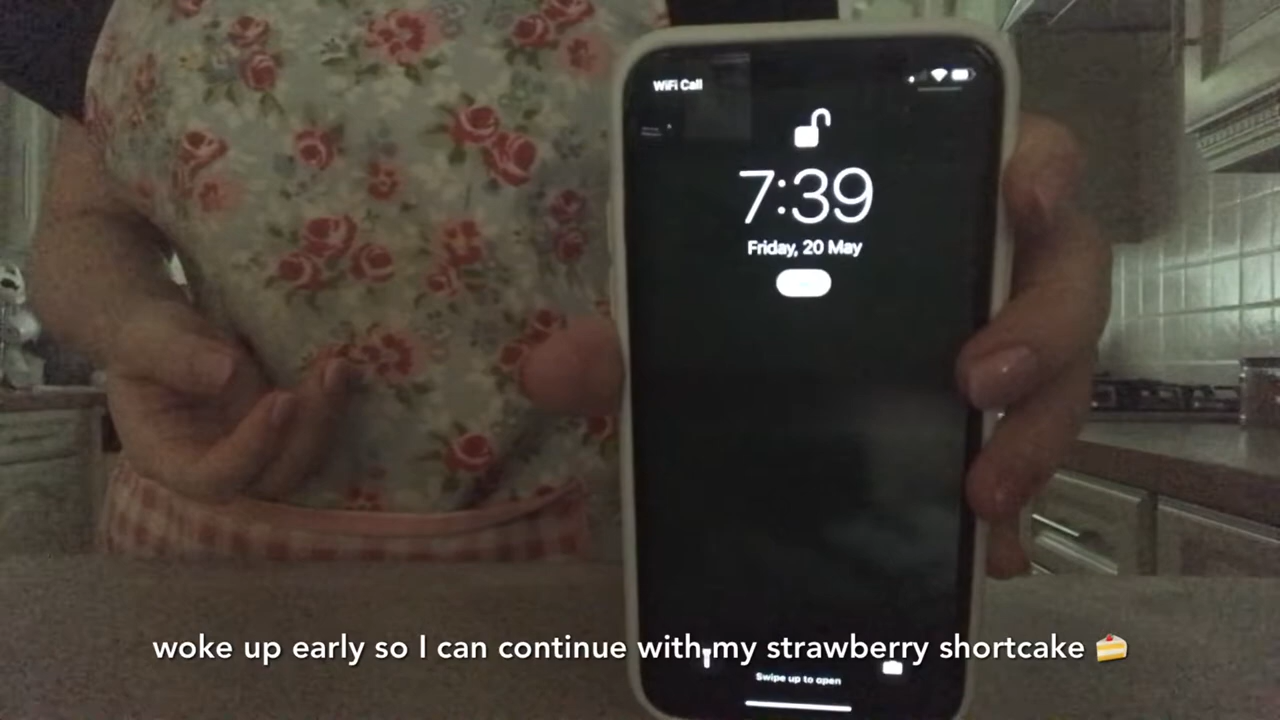 WiFi Call
7:39
Friday, 20 May
woke up early so I can continue with my strawberry shortcake 🍰
Swipe up to open